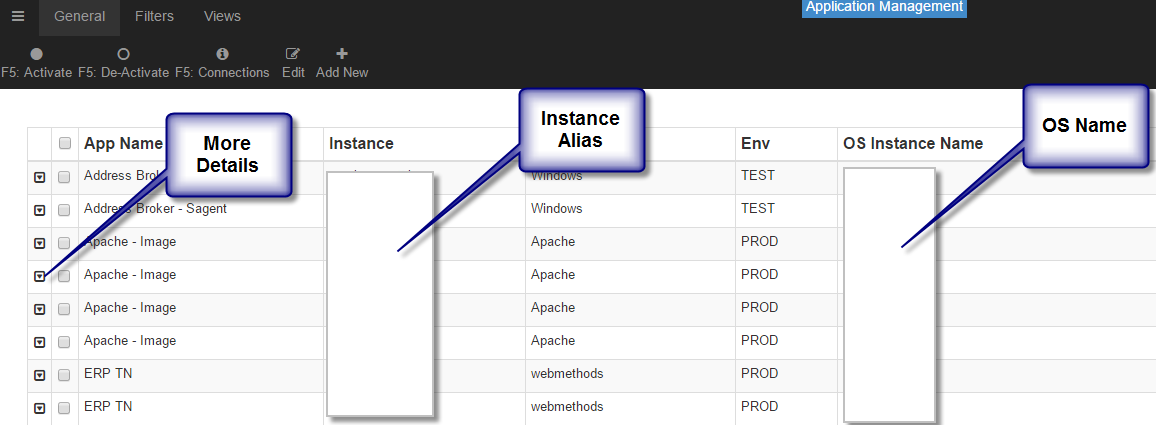 Application Management
General Filters Views
F5: Activate F5: De-Activate F5: Connections Edit Add New
More
Details
Instance
Alias
OS Name
App Name Instance Env OS Instance Name
Address Windows TEST
Address Broker - Sagent Windows TEST
Apache - Image Apache PROD
Apache - Image Apache PROD
Apache - Image Apache PROD
Apache - Image Apache PROD
ERP TN webmethods PROD
ERP TN webmethods PROD